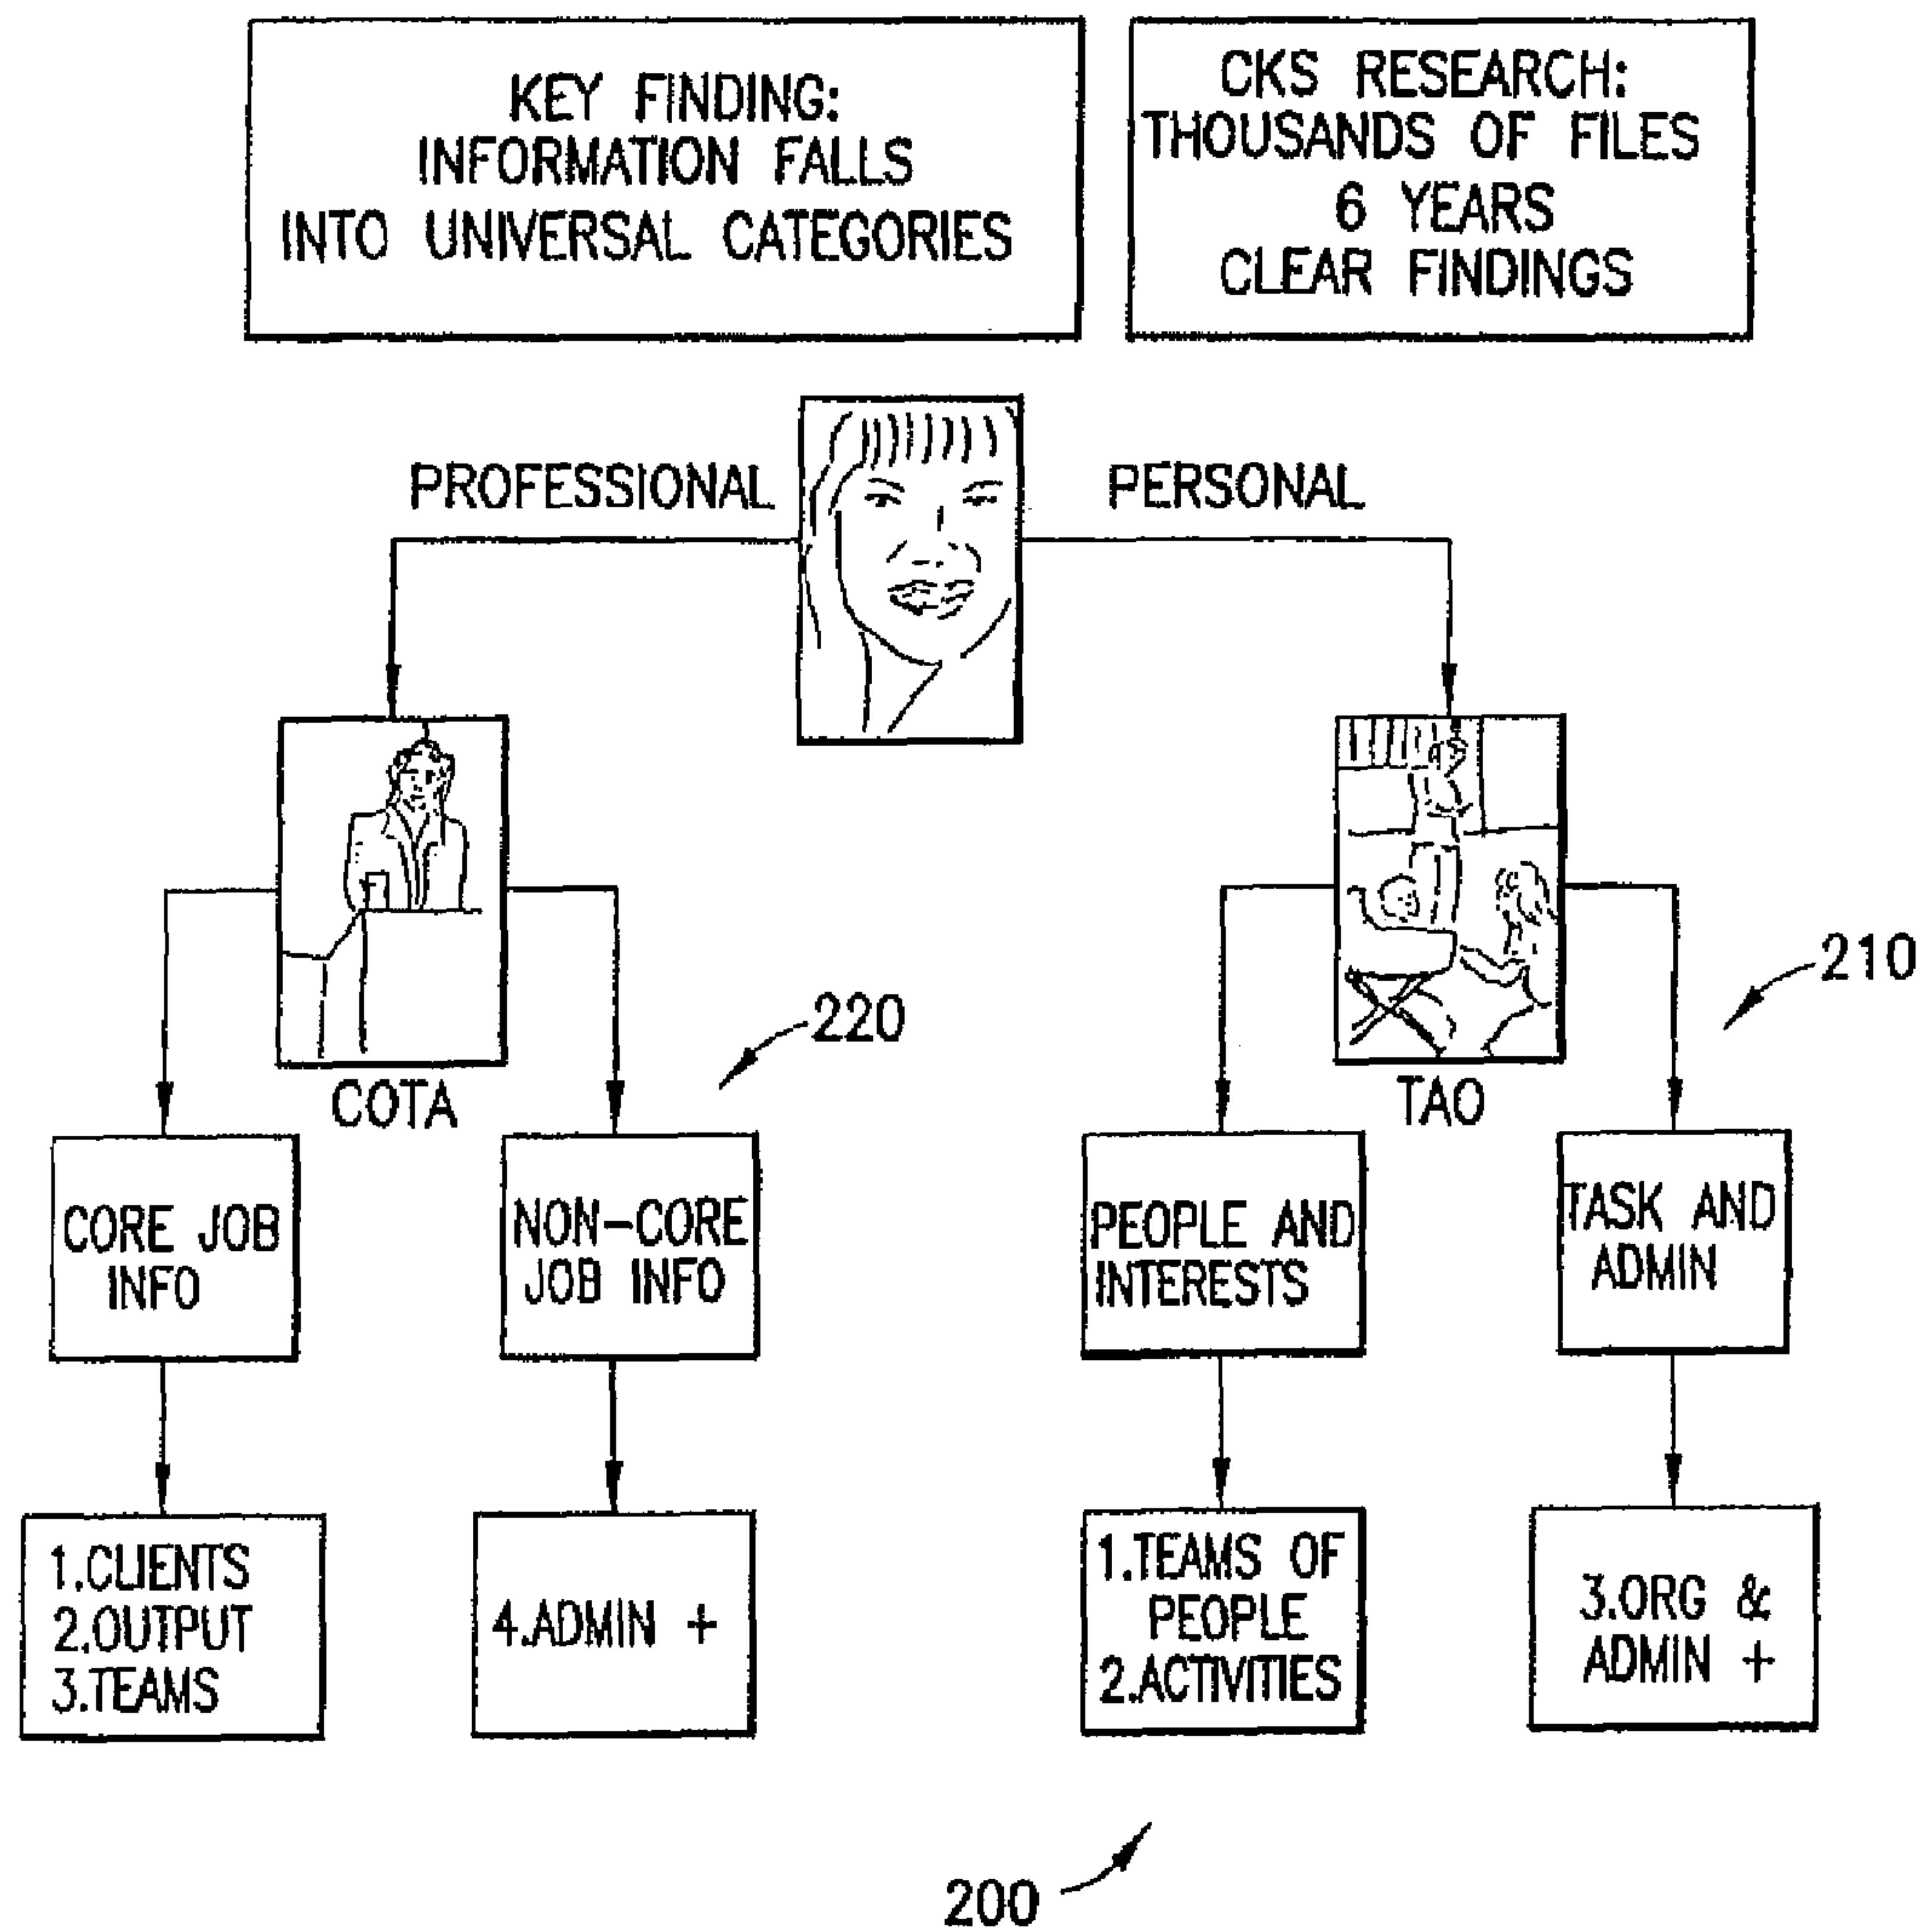 KEY FINDING:
INFORMATION FALLS
INTO UNIVERSAL CATEGORIES
CKS RESEARCH:
THOUSANDS OF FILES
6 YEARS
CLEAR FINDINGS
PROFESSIONAL
PERSONAL
COTA
220
TAO
210
CORE JOB
INFO
NON-CORE
JOB INFO
PEOPLE AND
INTERESTS
TASK AND
ADMIN
1.CLIENTS
2.OUTPUT
3.TEAMS
4.ADMIN +
1.TEAMS OF
PEOPLE
2.ACTIVITIES
3.ORG &
ADMIN +
200